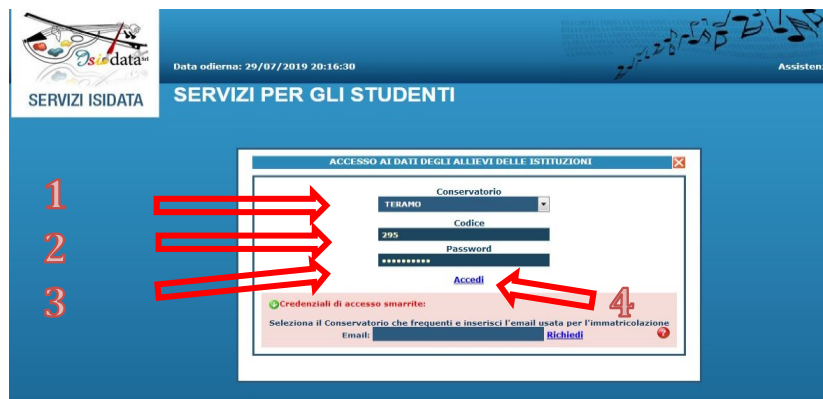 Isidata srl
Data odierna: 29/07/2019 20:16:30
Assisten
SERVIZI ISIDATA
SERVIZI PER GLI STUDENTI
ACCESSO AI DATI DEGLI ALLIEVI DELLE ISTITUZIONI
1
Conservatorio
TERAMO
Codice
2
295
Password
••••••••••
3
Accedi
4
Credenziali di accesso smarrite:
Seleziona il Conservatorio che frequenti e inserisci l'email usata per l'immatricolazione
Email:
Richiedi
?